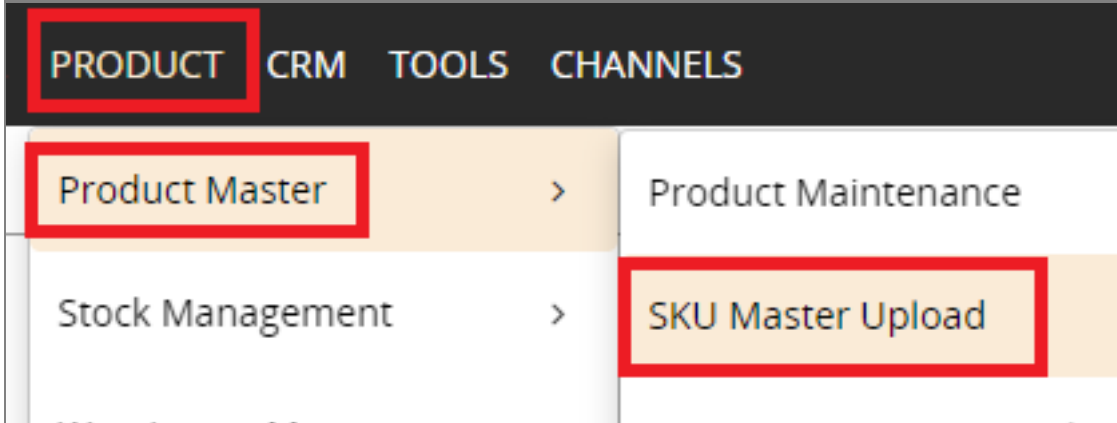 PRODUCT CRM TOOLS CHANNELS
Product Master >
Product Maintenance
Stock Management >
SKU Master Upload